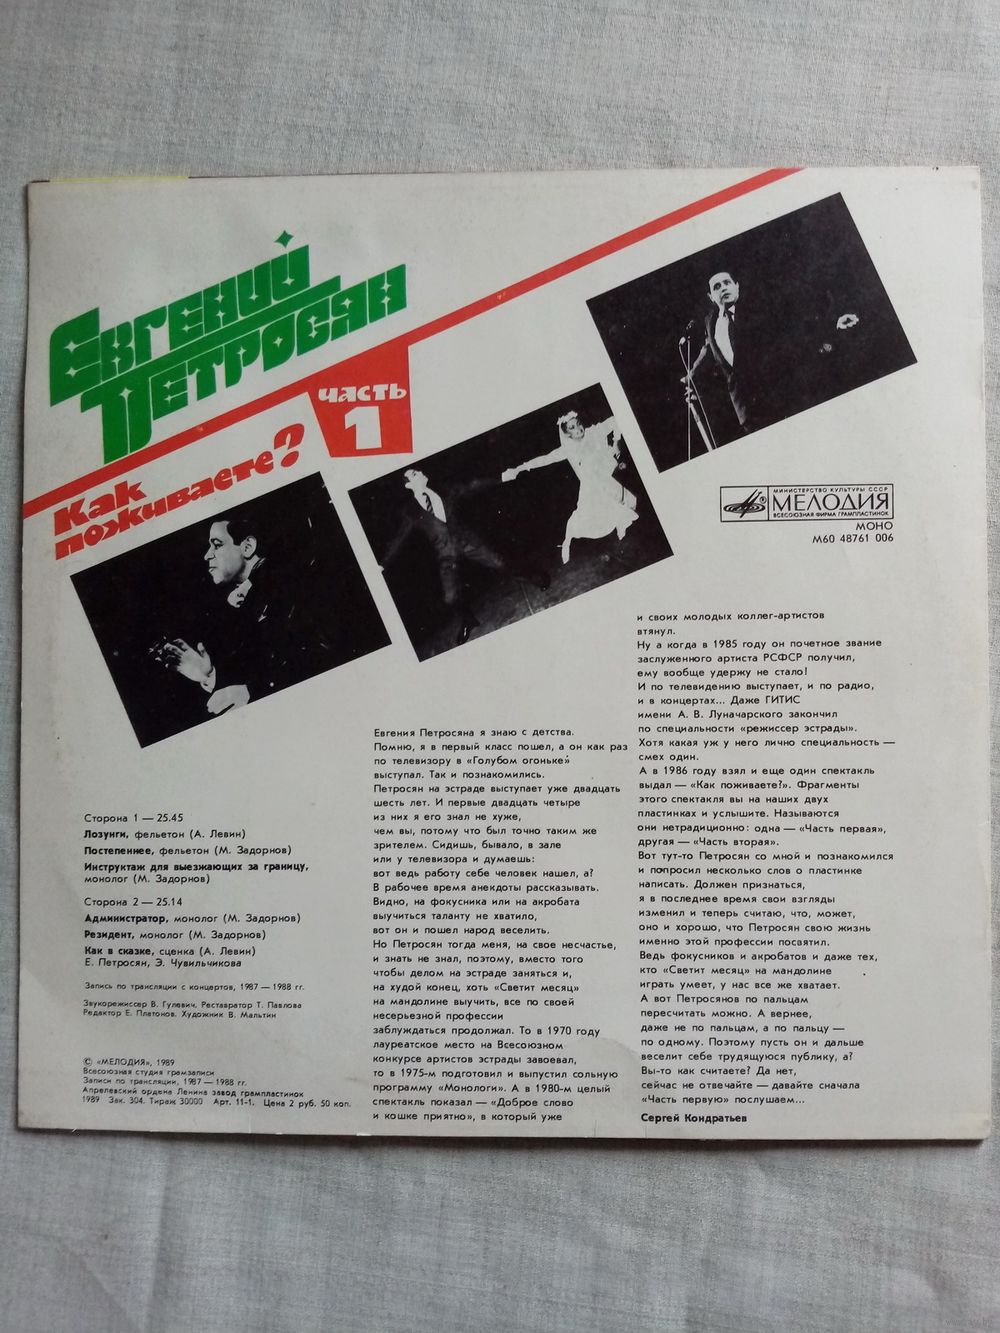 Евгений
Петросян
часть
1
Как
поживаете?
МИНИСТЕРСТВО КУЛЬТУРЫ СССР
МЕЛОДИЯ
ВСЕСОЮЗНАЯ ФИРМА ГРАМПЛАСТИНОК
МОНО
М60 48761 006
Сторона 1 — 25.45
Лозунги, фельетон (А. Левин)
Постепеннее, фельетон (М. Задорнов)
Инструктаж для выезжающих за границу,
монолог (М. Задорнов)
Сторона 2 — 25.14
Администратор, монолог (М. Задорнов)
Резидент, монолог (М. Задорнов)
Как в сказке, сценка (А. Левин)
Е. Петросян, Э. Чувильчикова
Запись по трансляции с концертов, 1987 — 1988 гг.
Звукорежиссер В. Гулевич. Реставратор Т. Павлова
Редактор Е. Платонов. Художник В. Мальтин
© «МЕЛОДИЯ», 1989
Всесоюзная студия грамзаписи
Записи по трансляции, 1987 — 1988 гг.
Апрелевский ордена Ленина завод грампластинок
1989 Зак. 304. Тираж 30000 Арт. 11-1. Цена 2 руб. 50 коп.
Евгения Петросяна я знаю с детства.
Помню, я в первый класс пошел, а он как раз
по телевизору в «Голубом огоньке»
выступал. Так и познакомились.
Петросян на эстраде выступает уже двадцать
шесть лет. И первые двадцать четыре
из них я его знал не хуже,
чем вы, потому что был точно таким же
зрителем. Сидишь, бывало, в зале
или у телевизора и думаешь:
вот ведь работу себе человек нашел, а?
В рабочее время анекдоты рассказывать.
Видно, на фокусника или на акробата
выучиться таланту не хватило,
вот он и пошел народ веселить.
Но Петросян тогда меня, на свое несчастье,
и знать не знал, поэтому, вместо того
чтобы делом на эстраде заняться и,
на худой конец, хоть «Светит месяц»
на мандолине выучить, все по своей
несерьезной профессии
заблуждаться продолжал. То в 1970 году
лауреатское место на Всесоюзном
конкурсе артистов эстрады завоевал,
то в 1975-м подготовил и выпустил сольную
программу «Монологи». А в 1980-м целый
спектакль показал — «Доброе слово
и кошке приятно», в который уже
и своих молодых коллег-артистов
втянул.
Ну а когда в 1985 году он почетное звание
заслуженного артиста РСФСР получил,
ему вообще удержу не стало!
И по телевидению выступает, и по радио,
и в концертах... Даже ГИТИС
имени А. В. Луначарского закончил
по специальности «режиссер эстрады».
Хотя какая уж у него лично специальность —
смех один.
А в 1986 году взял и еще один спектакль
выдал — «Как поживаете?». Фрагменты
этого спектакля вы на наших двух
пластинках и услышите. Называются
они нетрадиционно: одна — «Часть первая»,
другая — «Часть вторая».
Вот тут-то Петросян со мной и познакомился
и попросил несколько слов о пластинке
написать. Должен признаться,
я в последнее время свои взгляды
изменил и теперь считаю, что, может,
оно и хорошо, что Петросян свою жизнь
именно этой профессии посвятил.
Ведь фокусников и акробатов и даже тех,
кто «Светит месяц» на мандолине
играть умеет, у нас все же хватает.
А вот Петросянов по пальцам
пересчитать можно. А вернее,
даже не по пальцам, а по пальцу —
по одному. Поэтому пусть он и дальше
веселит себе трудящуюся публику, а?
Вы-то как считаете? Да нет,
сейчас не отвечайте — давайте сначала
«Часть первую» послушаем...
Сергей Кондратьев